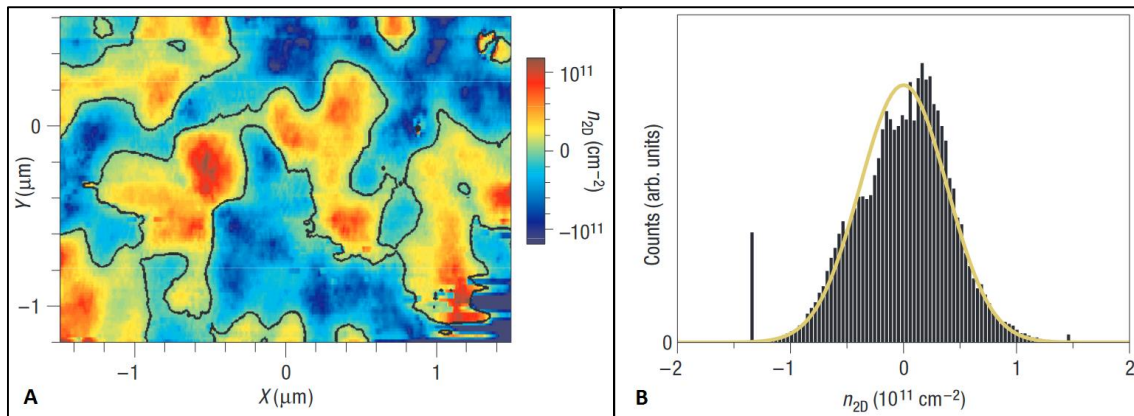 0
−1
Y (μm)
−1
0
1
X (μm)
10¹¹
0
−10¹¹
n₂D (cm⁻²)
A
Counts (arb. units)
0
−2
−1
0
1
2
n₂D (10¹¹ cm⁻²)
B